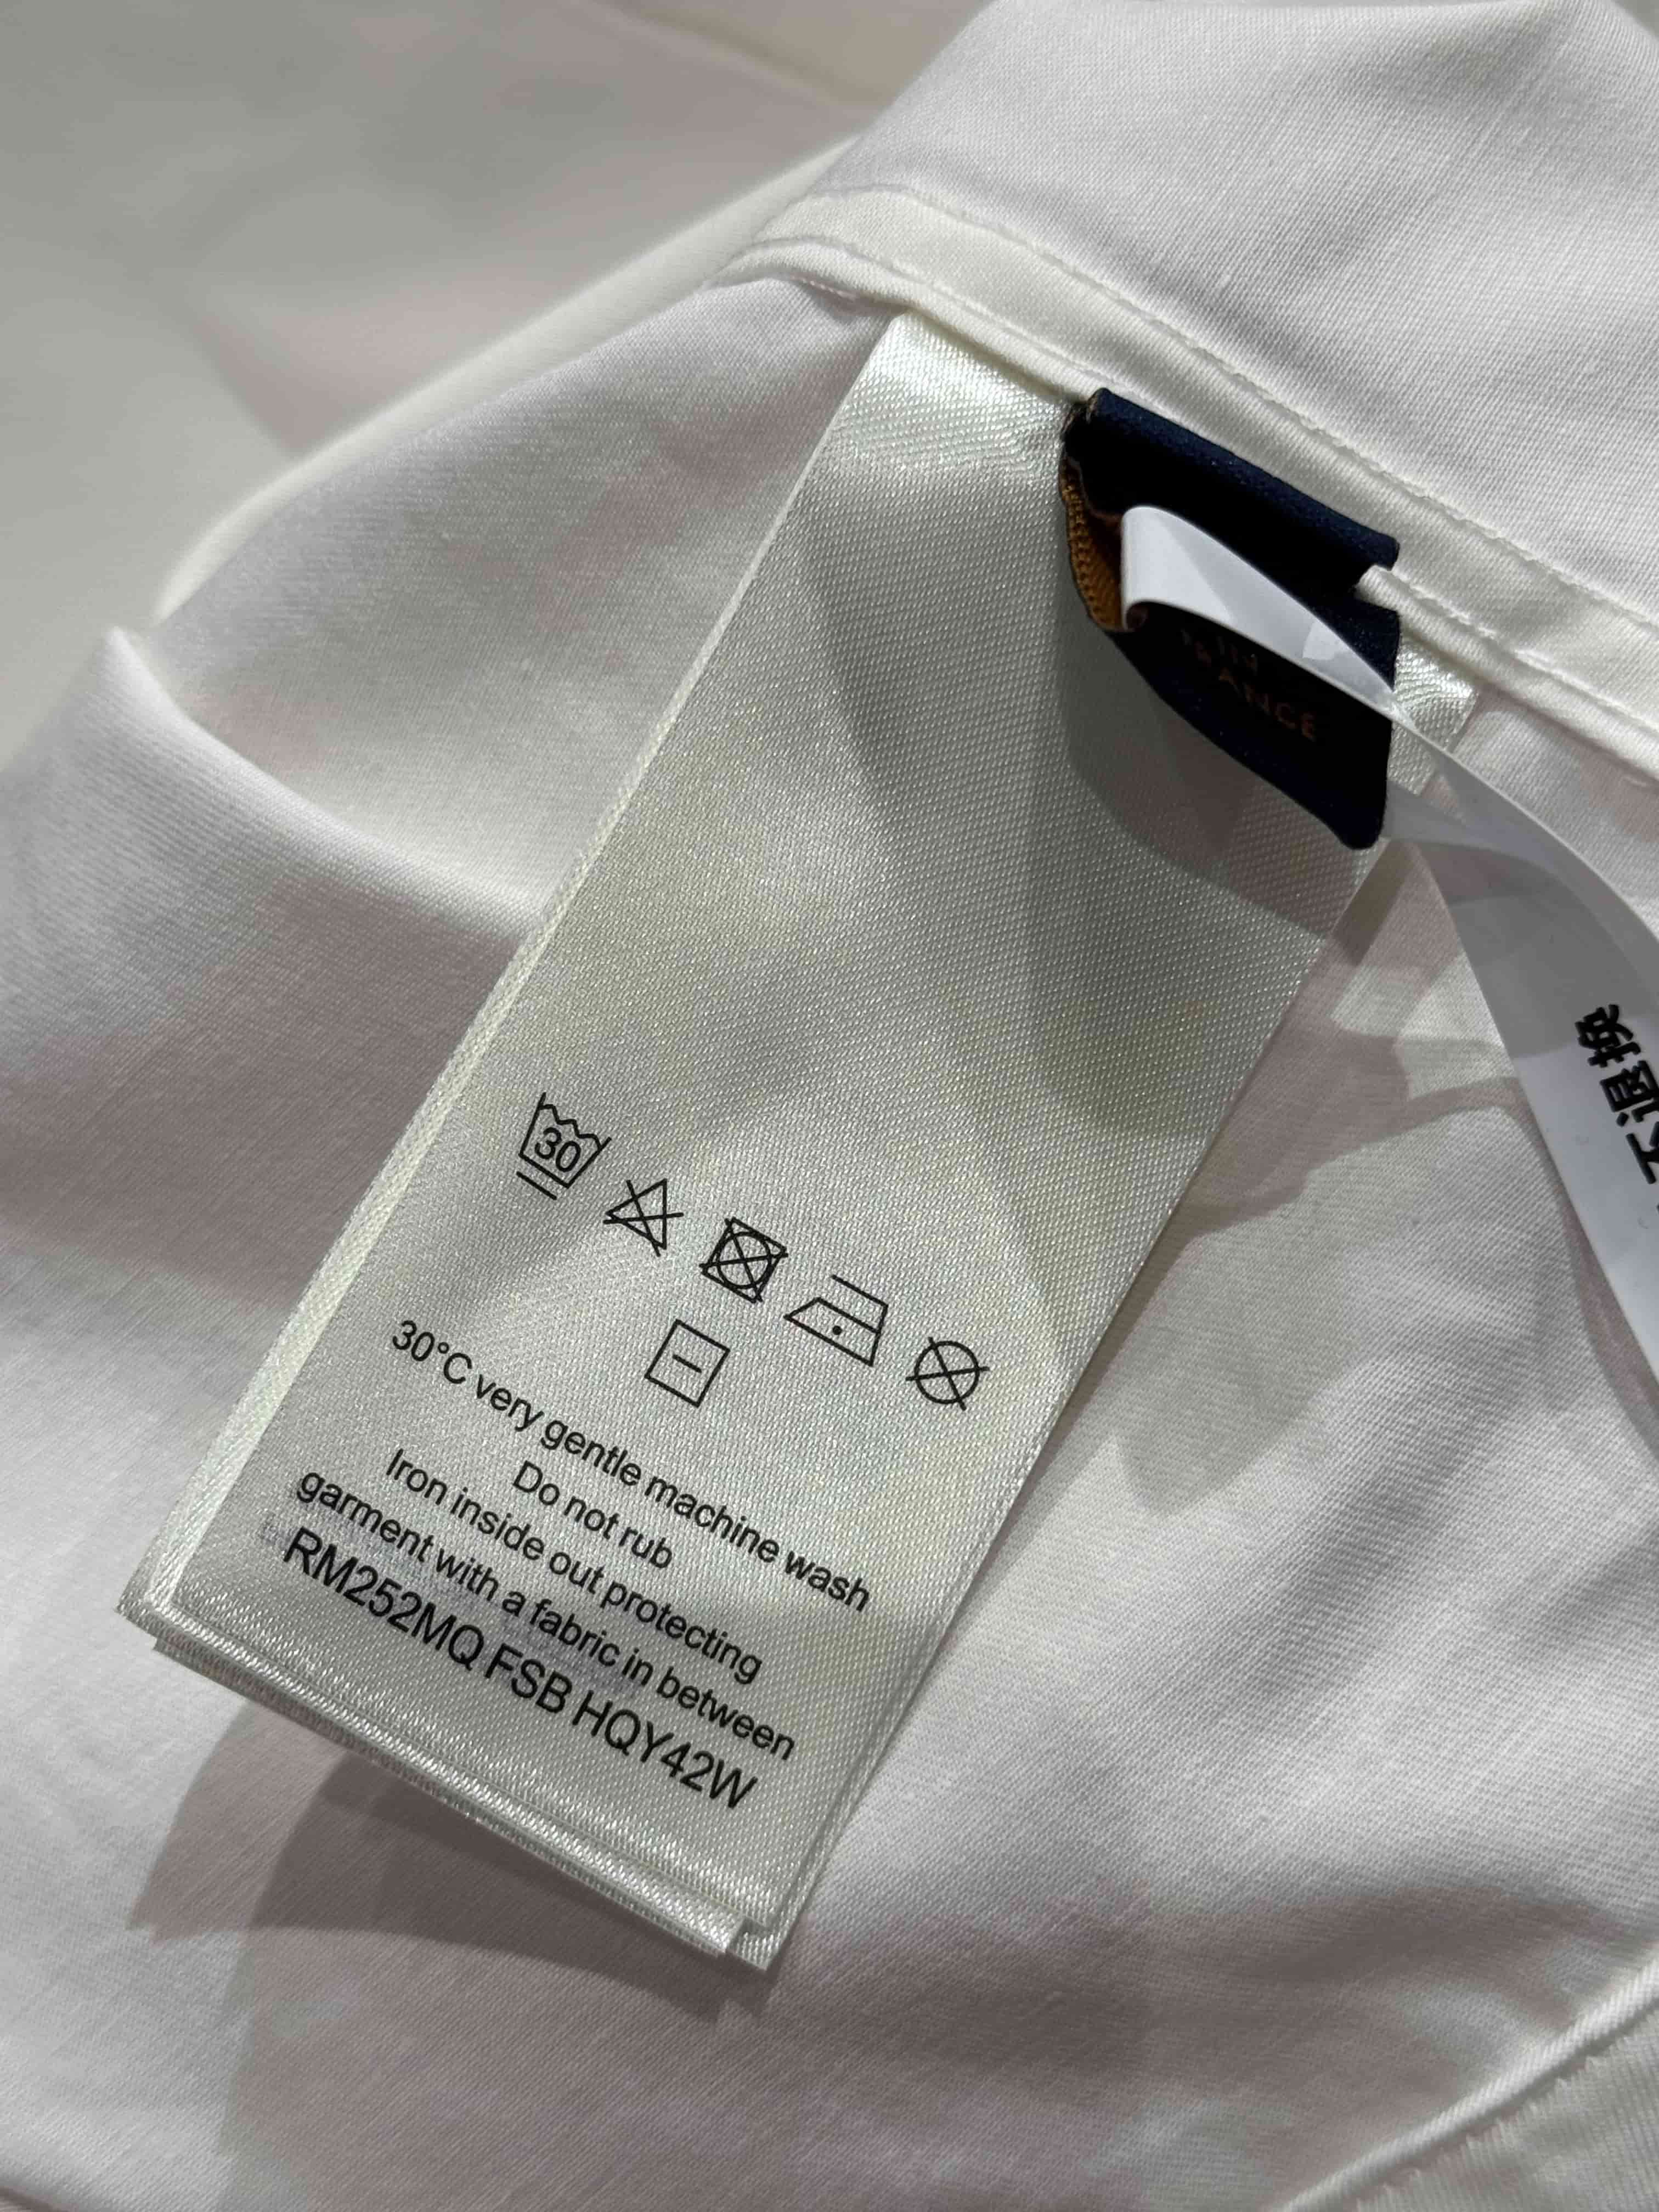 IN
30
30°C very gentle machine wash
Do not rub
Iron inside out protecting
garment with a fabric in between
RM252MQ FSB HQY42W
不退换